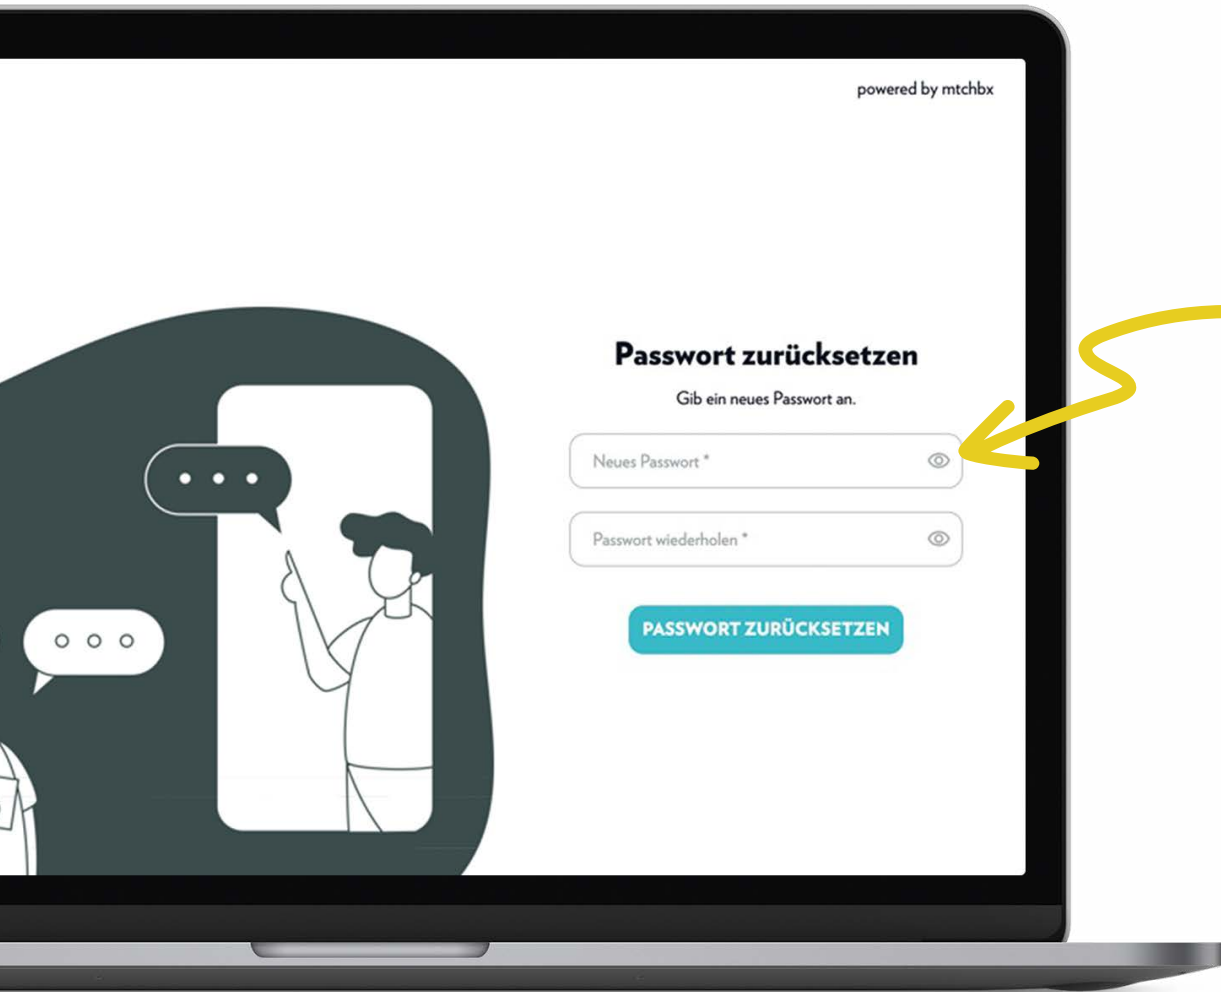 powered by mtchbx
Passwort zurücksetzen
Gib ein neues Passwort an.
Neues Passwort *
Passwort wiederholen *
PASSWORT ZURÜCKSETZEN